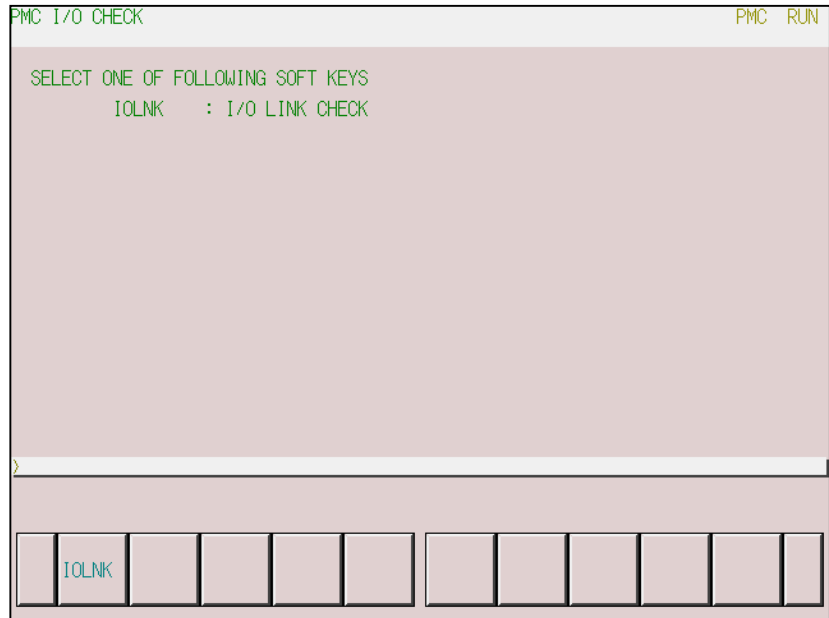 PMC I/O CHECK PMC RUN
SELECT ONE OF FOLLOWING SOFT KEYS
IOLNK : I/O LINK CHECK
>
IOLNK